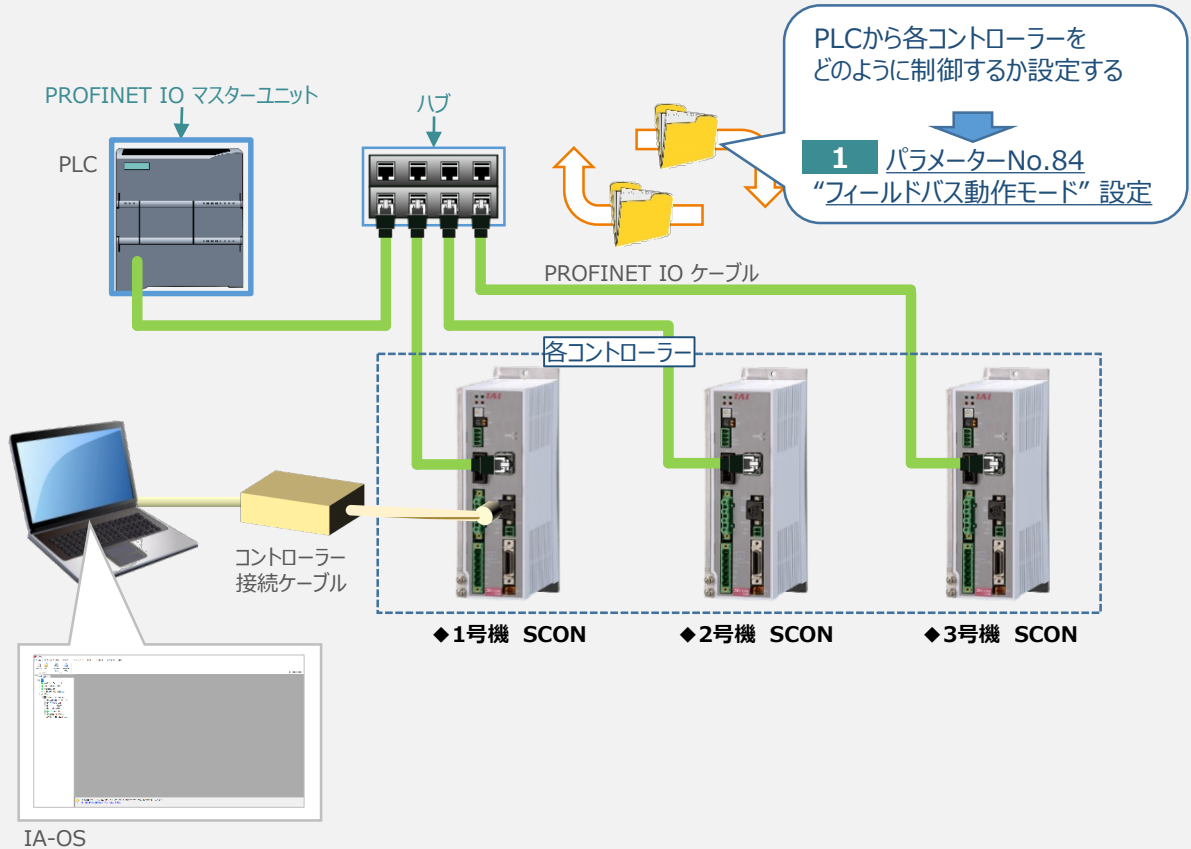 PLCから各コントローラーを
どのように制御するか設定する
1 パラメーターNo.84
“フィールドバス動作モード” 設定
PROFINET IO マスターユニット
ハブ
PLC
PROFINET IO ケーブル
各コントローラー
IAI
IAI
IAI
コントローラー
接続ケーブル
◆1号機 SCON
◆2号機 SCON
◆3号機 SCON
IA-OS